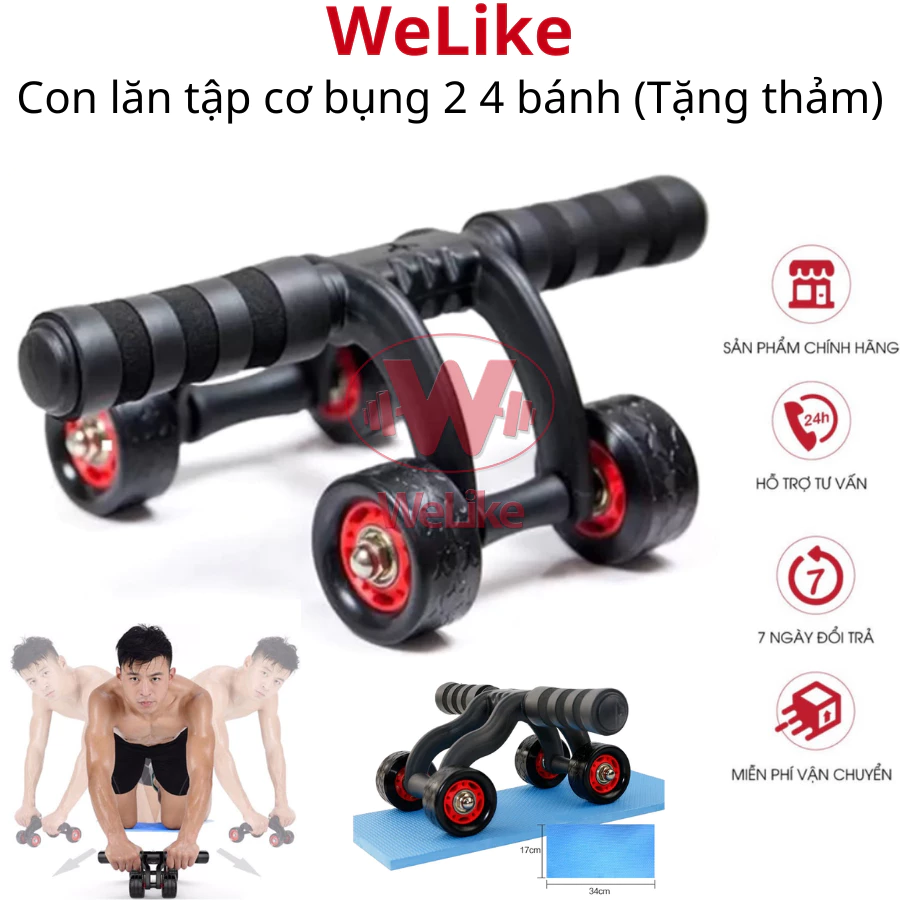 WeLike
Con lăn tập cơ bụng 2 4 bánh (Tặng thảm)
SẢN PHẨM CHÍNH HÃNG
24h
HỖ TRỢ TƯ VẤN
7
7 NGÀY ĐỔI TRẢ
MIỄN PHÍ VẬN CHUYỂN
W
WeLike
17cm
34cm